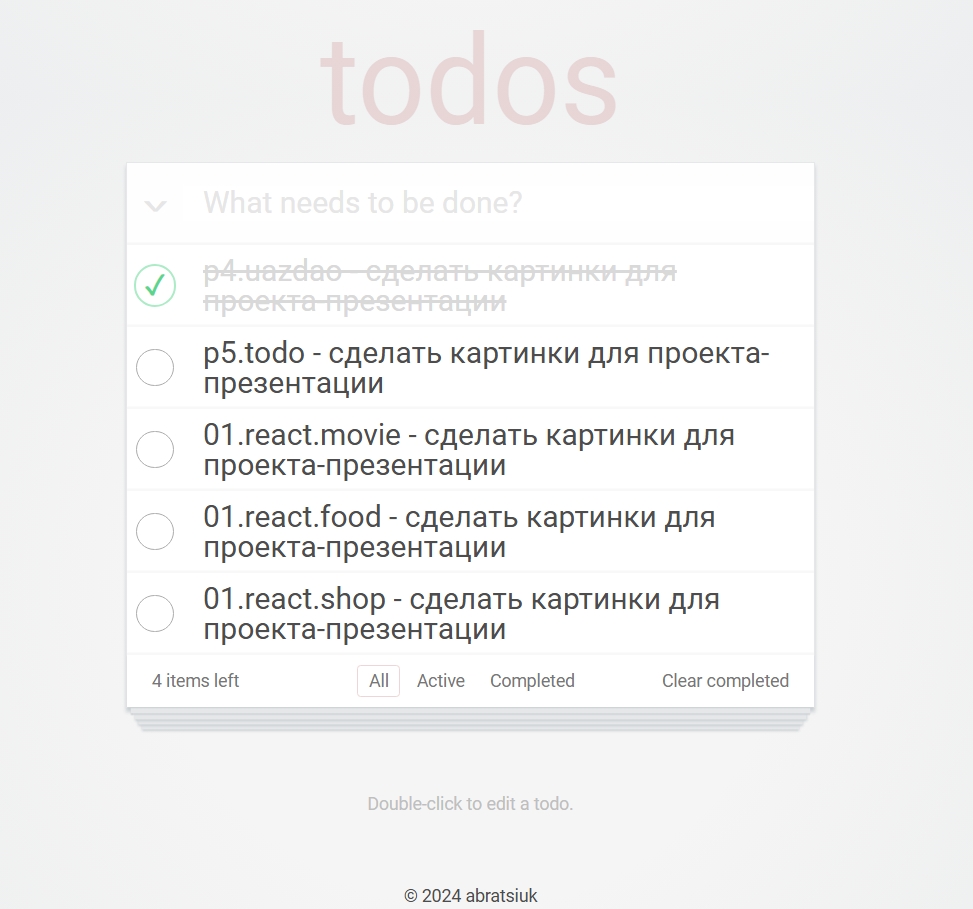 todos
What needs to be done?
p4.uazdao - сделать картинки для
проекта-презентации
p5.todo - сделать картинки для проекта-
презентации
01.react.movie - сделать картинки для
проекта-презентации
01.react.food - сделать картинки для
проекта-презентации
01.react.shop - сделать картинки для
проекта-презентации
4 items left All Active Completed Clear completed
Double-click to edit a todo.
© 2024 abratsiuk